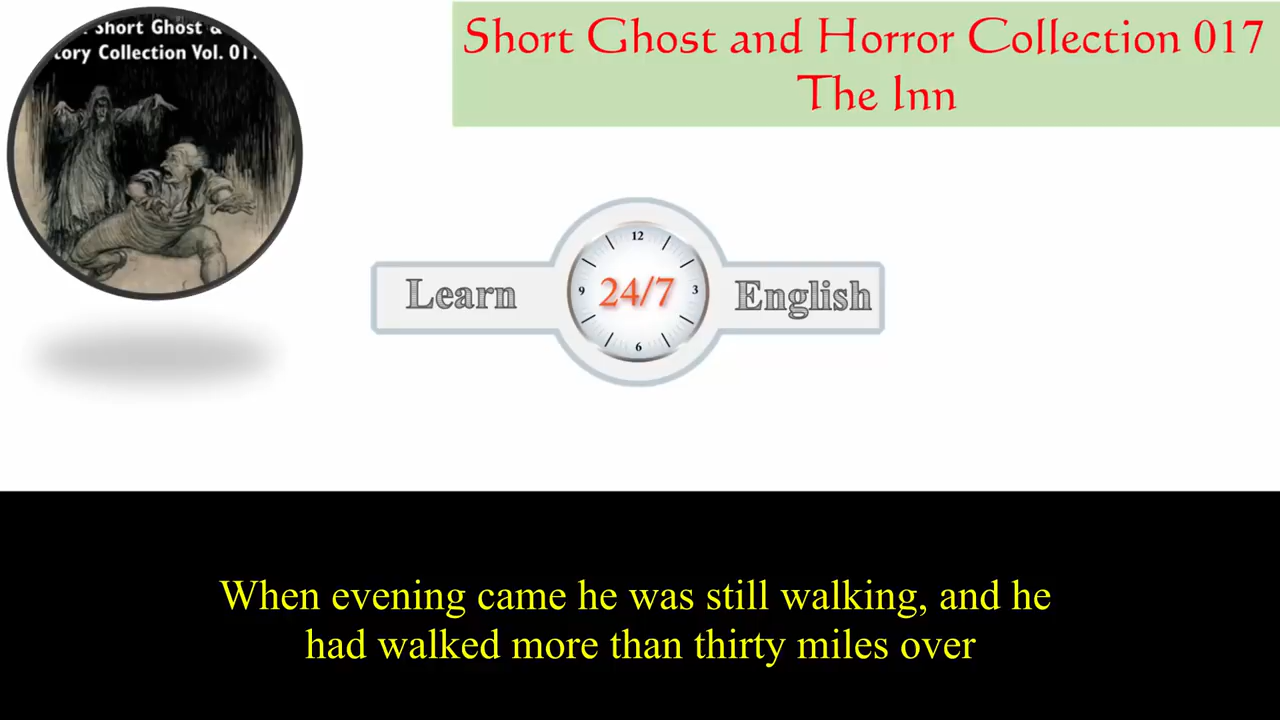 Short Ghost &
tory Collection Vol. 01
Short Ghost and Horror Collection 017
The Inn
12
Learn 9 24/7 3 English
6
When evening came he was still walking, and he
had walked more than thirty miles over